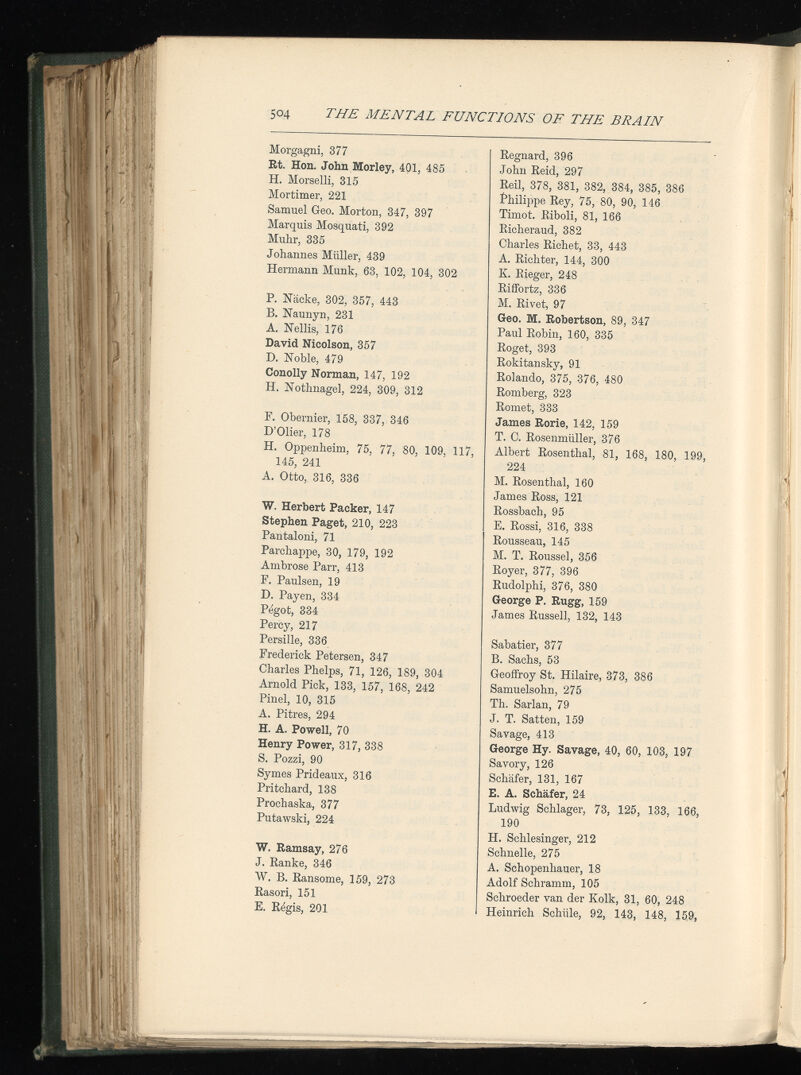 504 THE MENTAL FUNCTIONS OF THE BRAIN
Morgagni, 377
Rt. Hon. John Morley, 401, 485
H. Morselli, 315
Mortimer, 221
Samuel Geo. Morton, 347, 397
Marquis Mosquati, 392
Muhr, 335
Johannes Müller, 439
Hermann Munk, 63, 102, 104, 302
P. Näcke, 302, 357, 443
B. Naunyn, 231
A. Nellis, 176
David Nicolson, 357
D. Noble, 479
Conolly Norman, 147, 192
H. Nothnagel, 224, 309, 312
F. Obernier, 158, 337, 346
D'Olier, 178
H. Oppenheim, 75, 77, 80, 109, 117,
145, 241
A. Otto, 316, 336
W. Herbert Packer, 147
Stephen Paget, 210, 223
Pantaloni, 71
Parchappe, 30, 179, 192
Ambrose Parr, 413
F. Paulsen, 19
D. Payen, 334
Pégot, 334
Percy, 217
Persille, 336
Frederick Petersen, 347
Charles Phelps, 71, 126, 189, 304
Arnold Pick, 133, 157, 168, 242
Pinel, 10, 315
A. Pitres, 294
H. A. Powell, 70
Henry Power, 317, 338
S. Pozzi, 90
Symes Prideaux, 316
Pritchard, 138
Prochaska, 377
Putawski, 224
W. Ramsay, 276
J. Ranke, 346
W. B. Ransome, 159, 273
Rasori, 151
E. Régis, 201
Regnard, 396
John Reid, 297
Reil, 378, 381, 382, 384, 385, 386
Philippe Rey, 75, 80, 90, 146
Timot. Riboli, 81, 166
Richeraud, 382
Charles Richet, 33, 443
A. Richter, 144, 300
K. Rieger, 248
Riffortz, 336
M. Rivet, 97
Geo. M. Robertson, 89, 347
Paul Robin, 160, 335
Roget, 393
Rokitansky, 91
Rolando, 375, 376, 480
Romberg, 323
Romet, 333
James Rorie, 142, 159
T. C. Rosenmüller, 376
Albert Rosenthal, 81, 168, 180, 199,
224
M. Rosenthal, 160
James Ross, 121
Rossbach, 95
E. Rossi, 316, 338
Rousseau, 145
M. T. Roussel, 356
Royer, 377, 396
Rudolphi, 376, 380
George P. Rugg, 159
James Russell, 132, 143
Sabatier, 377
B. Sachs, 53
Geoffroy St. Hilaire, 373, 386
Samuelsohn, 275
Th. Sarlan, 79
J. T. Satten, 159
Savage, 413
George Hy. Savage, 40, 60, 103, 197
Savory, 126
Schäfer, 131, 167
E. A. Schäfer, 24
Ludwig Schlager, 73, 125, 133, 166,
190
H. Schlesinger, 212
Schnelle, 275
A. Schopenhauer, 18
Adolf Schramm, 105
Schroeder van der Kolk, 31, 60, 248
Heinrich Schüle, 92, 143, 148, 159,